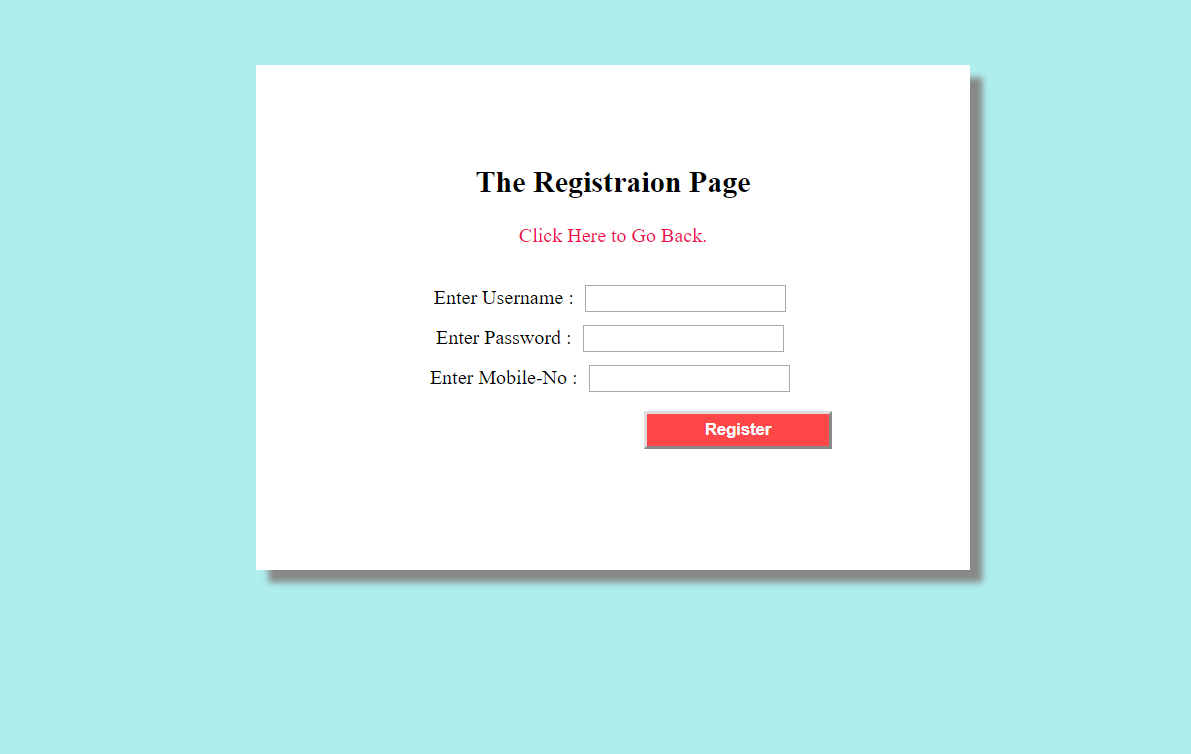 The Registraion Page
Click Here to Go Back.
Enter Username :
Enter Password :
Enter Mobile-No :
Register